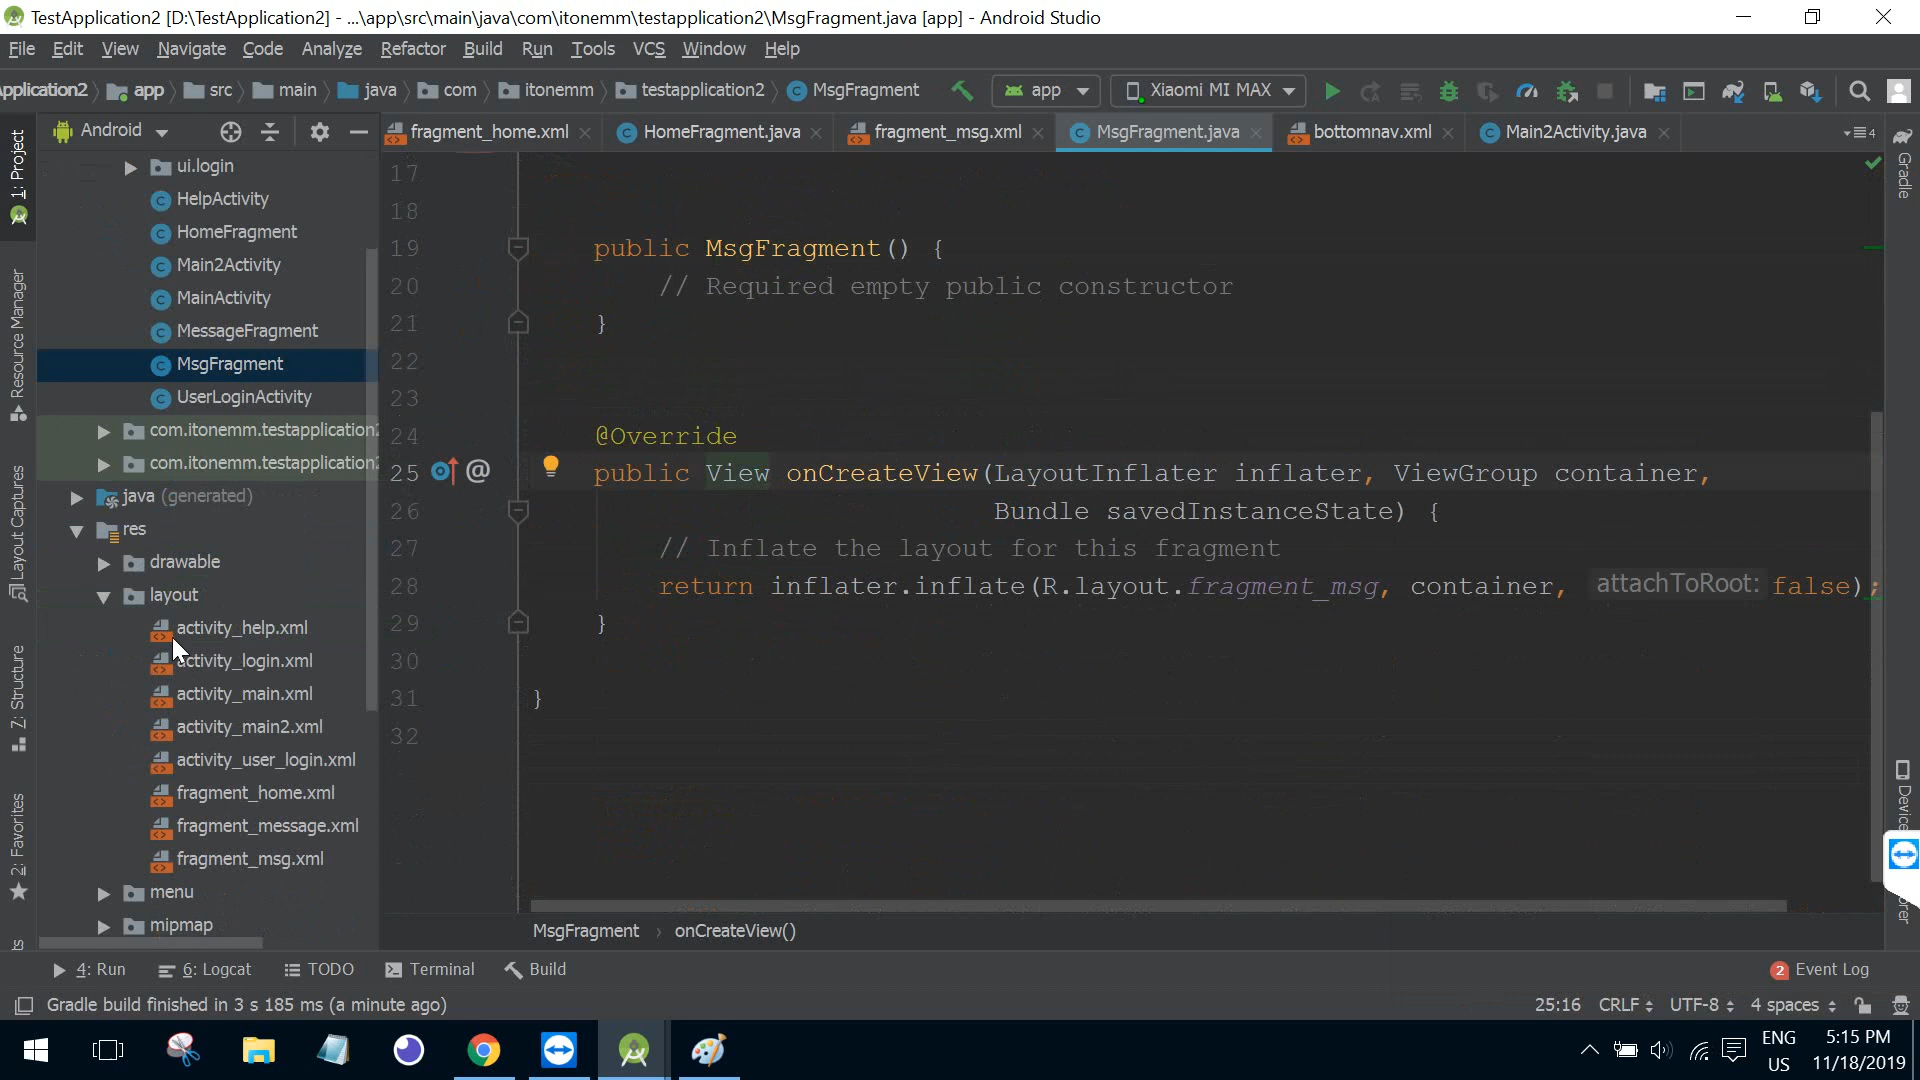 TestApplication2 [D:\TestApplication2] - ...\app\src\main\java\com\itonemm\testapplication2\MsgFragment.java [app] - Android Studio
File Edit View Navigate Code Analyze Refactor Build Run Tools VCS Window Help
pplication2 app src main java com itonemm testapplication2 MsgFragment app Xiaomi MI MAX
Android
fragment_home.xml HomeFragment.java fragment_msg.xml MsgFragment.java bottomnav.xml Main2Activity.java 4
1: Project
Resource Manager
Layout Captures
Z: Structure
2: Favorites
ts
ui.login
HelpActivity
HomeFragment
Main2Activity
MainActivity
MessageFragment
MsgFragment
UserLoginActivity
com.itonemm.testapplication2
com.itonemm.testapplication2
java (generated)
res
drawable
layout
activity_help.xml
activity_login.xml
activity_main.xml
activity_main2.xml
activity_user_login.xml
fragment_home.xml
fragment_message.xml
fragment_msg.xml
menu
mipmap
17
18
19 public MsgFragment() {
20 // Required empty public constructor
21 }
22
23
24 @Override
25 @ public View onCreateView(LayoutInflater inflater, ViewGroup container,
26 Bundle savedInstanceState) {
27 // Inflate the layout for this fragment
28 return inflater.inflate(R.layout.fragment_msg, container, attachToRoot: false);
29 }
30
31 }
32
MsgFragment › onCreateView()
Gradle
Device
orer
4: Run 6: Logcat TODO Terminal Build 2 Event Log
Gradle build finished in 3 s 185 ms (a minute ago) 25:16 CRLF UTF-8 4 spaces
ENG
US
5:15 PM
11/18/2019